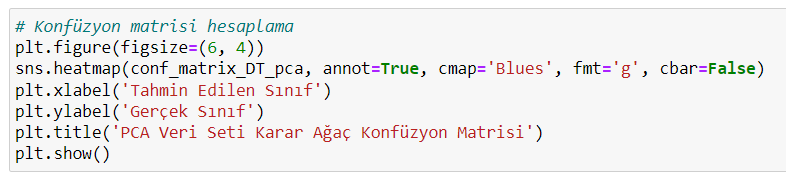 # Konfüzyon matrisi hesaplama
plt.figure(figsize=(6, 4))
sns.heatmap(conf_matrix_DT_pca, annot=True, cmap='Blues', fmt='g', cbar=False)
plt.xlabel('Tahmin Edilen Sınıf')
plt.ylabel('Gerçek Sınıf')
plt.title('PCA Veri Seti Karar Ağaç Konfüzyon Matrisi')
plt.show()